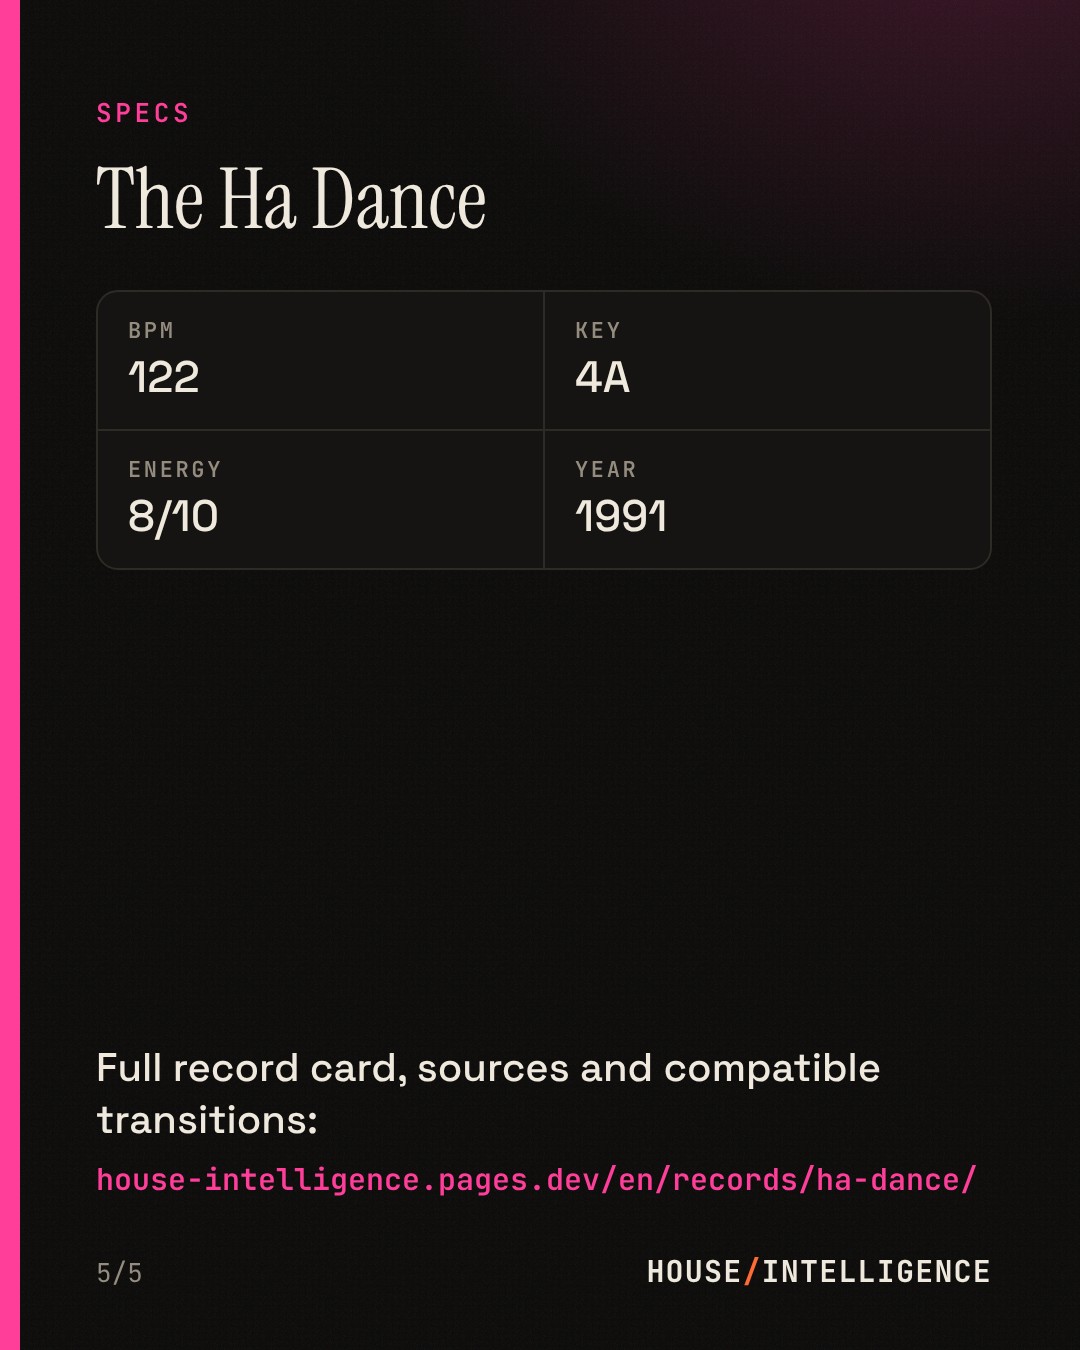 SPECS
The Ha Dance
BPM
122
KEY
4A
ENERGY
8/10
YEAR
1991
Full record card, sources and compatible
transitions:
house-intelligence.pages.dev/en/records/ha-dance/
5/5
HOUSE/INTELLIGENCE